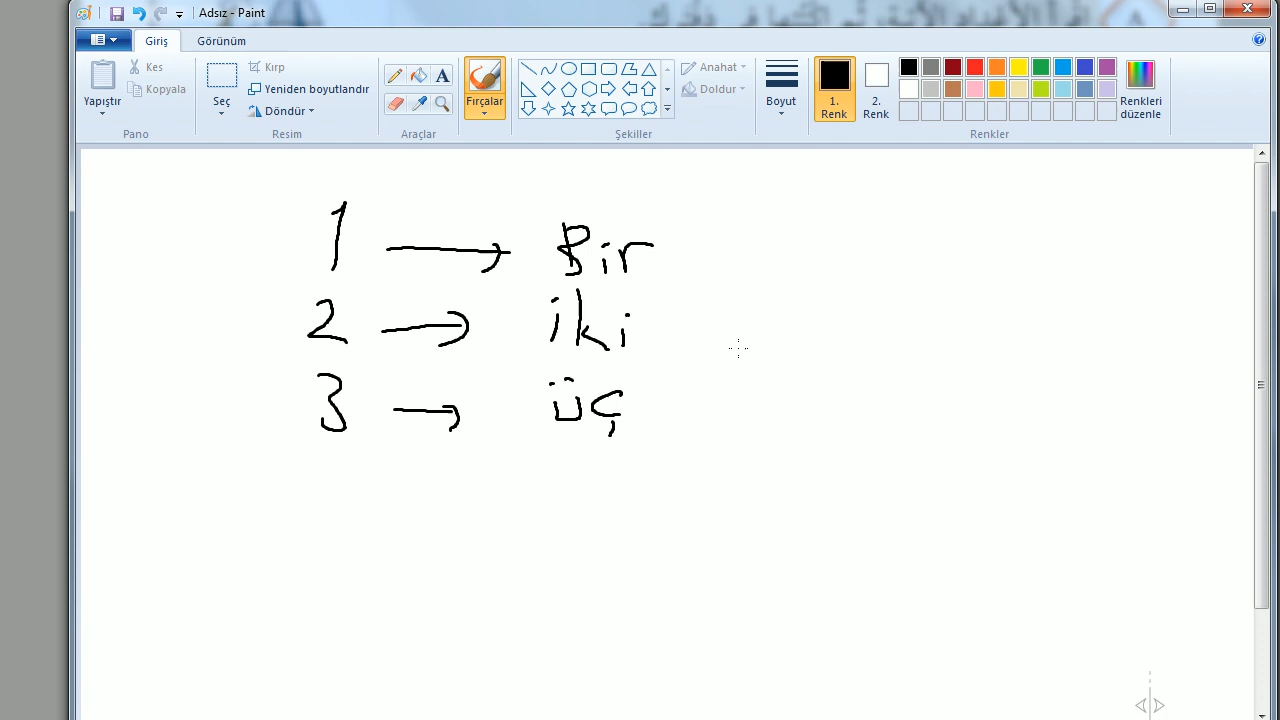 Adsız - Paint
Giriş Görünüm
Yapıştır Kes Kopyala Pano
Seç Kırp Yeniden boyutlandır Döndür Resim
A Araçlar
Fırçalar
Şekiller Anahat Doldur
Boyut
1. Renk
2. Renk
Renkler
Renkleri düzenle
1 → Bir
2 → iki
3 → üç